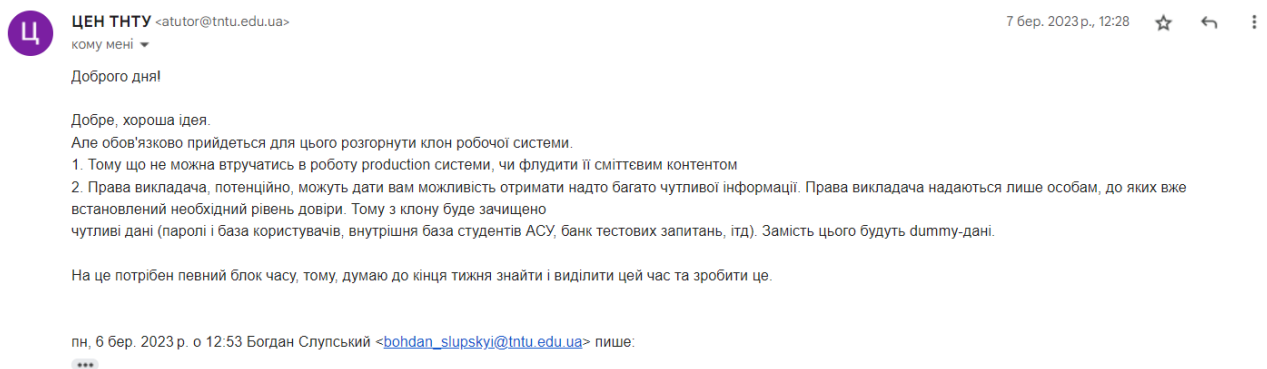 Ц
ЦЕН ТНТУ <atutor@tntu.edu.ua>
7 бер. 2023 р., 12:28
кому мені
Доброго дня!
Добре, хороша ідея.
Але обов'язково прийдеться для цього розгорнути клон робочої системи.
1. Тому що не можна втручатись в роботу production системи, чи флудити її сміттєвим контентом
2. Права викладача, потенційно, можуть дати вам можливість отримати надто багато чутливої інформації. Права викладача надаються лише особам, до яких вже
встановлений необхідний рівень довіри. Тому з клону буде зачищено
чутливі дані (паролі і база користувачів, внутрішня база студентів АСУ, банк тестових запитань, ітд). Замість цього будуть dummy-дані.
На це потрібен певний блок часу, тому, думаю до кінця тижня знайти і виділити цей час та зробити це.
пн, 6 бер. 2023 р. о 12:53 Богдан Слупський <bohdan_slupskyi@tntu.edu.ua> пише: